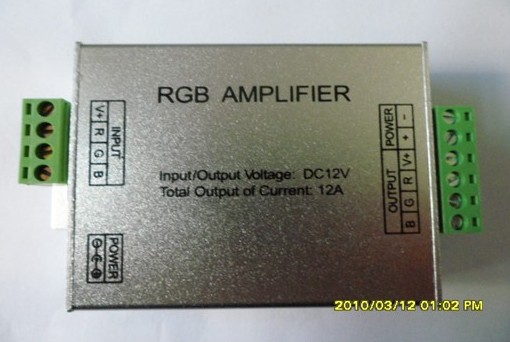 RGB AMPLIFIER
Input/Output Voltage: DC12V
Total Output of Current: 12A
INPUT
V+ R G B
POWER
POWER
+ −
OUTPUT
B G R V+
2010/03/12 01:02 PM